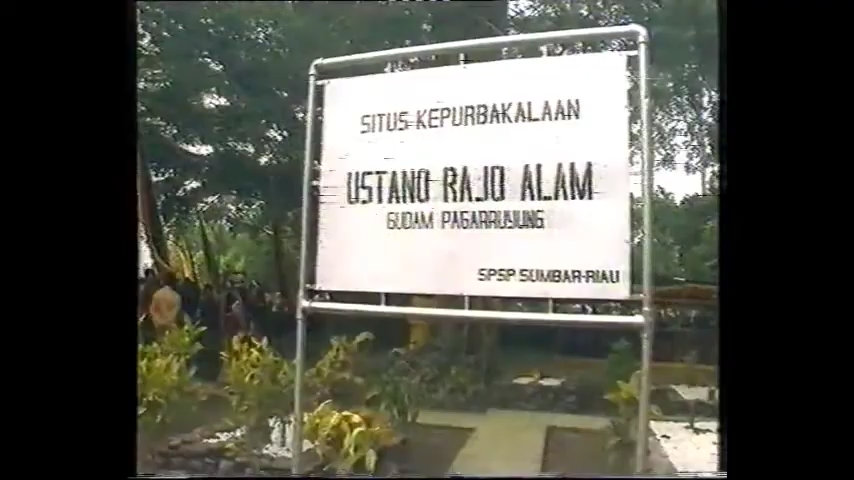 SITUS KEPURBAKALAAN
USTANO RAJO ALAM
GUDAM PAGARRUYUNG
SPSP SUMBAR-RIAU